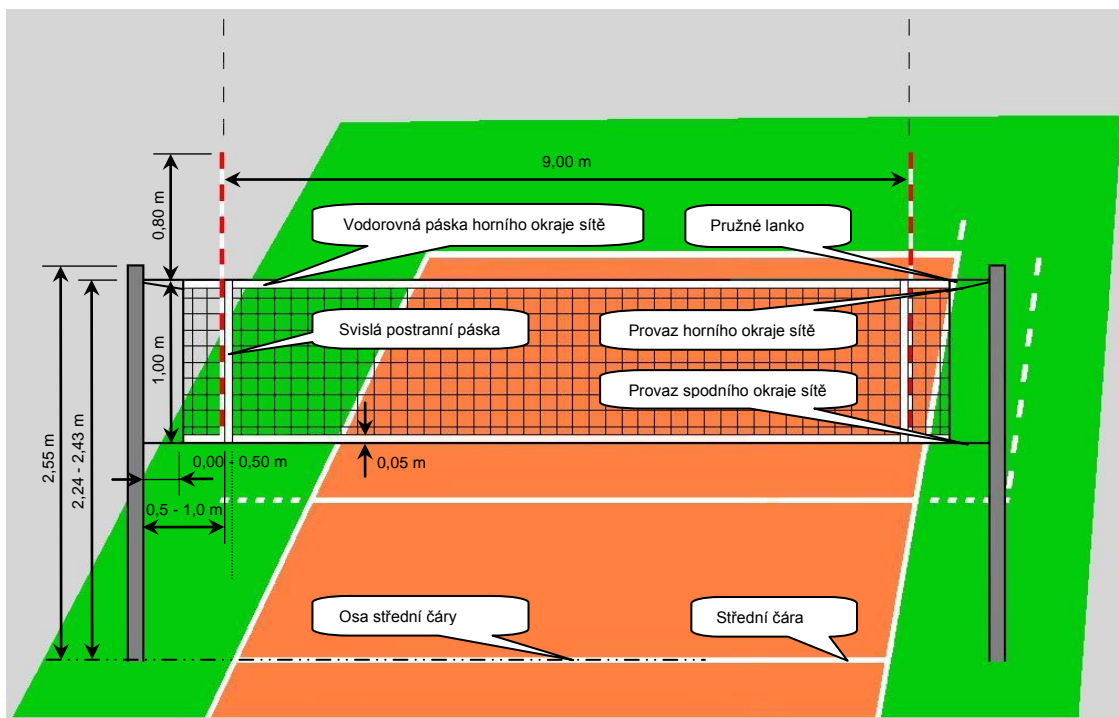 9,00 m
0,80 m
Vodorovná páska horního okraje sítě
Pružné lanko
Svislá postranní páska
Provaz horního okraje sítě
1,00 m
Provaz spodního okraje sítě
2,55 m
2,24 - 2,43 m
0,00 - 0,50 m
0,05 m
0,5 - 1,0 m
Osa střední čáry
Střední čára